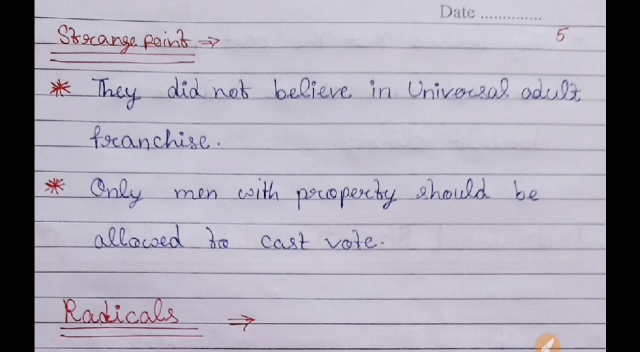 Date ..............
5
Strange point ⇒
* They did not believe in Universal adult
franchise.
* Only men with property should be
allowed to cast vote.
Radicals ⇒